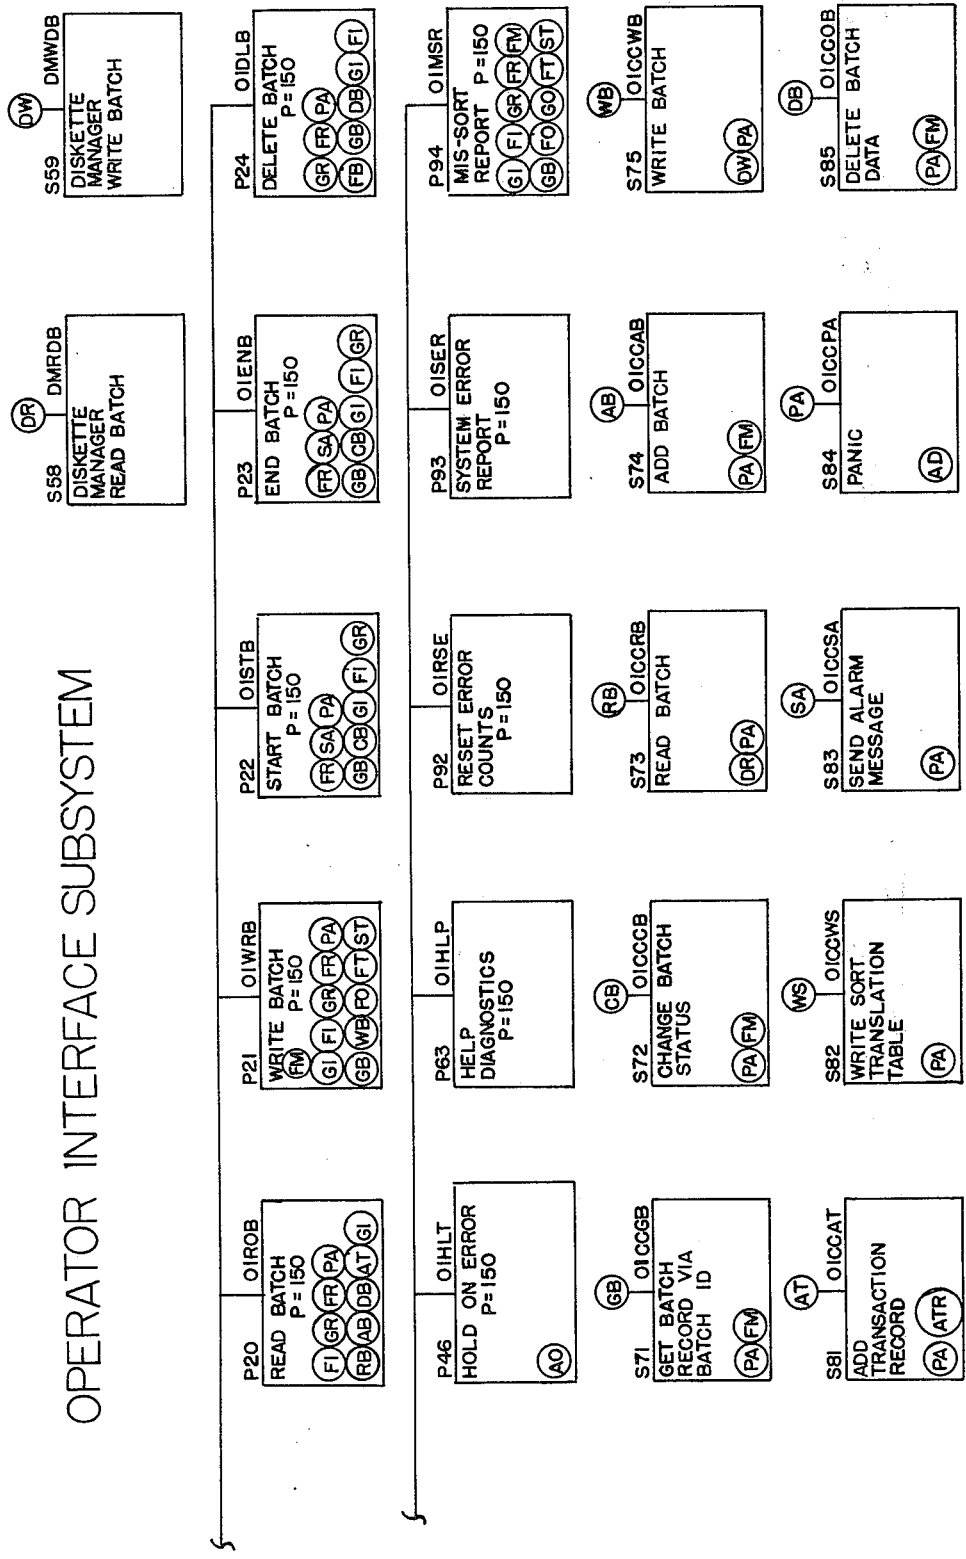 OPERATOR INTERFACE SUBSYSTEM
DR
S58 DMRDB
DISKETTE
MANAGER
READ BATCH
DW
S59 DMWDB
DISKETTE
MANAGER
WRITE BATCH
P20 OIROB
READ BATCH
P=150
FI GR FR PA
RB AB DB AT GI
P21 OIWRB
WRITE BATCH
FM P=150
GI FI GR FR PA
GB WB FO FT ST
P22 OISTB
START BATCH
P=150
FR SA PA
GB CB GI FI GR
P23 OIENB
END BATCH
P=150
FR SA PA
GB CB GI FI GR
P24 OIDLB
DELETE BATCH
P=150
GR FR PA
FB GB DB GI FI
P46 OIHLT
HOLD ON ERROR
P=150
AO
P63 OIHLP
HELP
DIAGNOSTICS
P=150
P92 OIRSE
RESET ERROR
COUNTS
P=150
P93 OISER
SYSTEM ERROR
REPORT
P=150
P94 OIMSR
MIS-SORT
REPORT P=150
GI FI GR FR FM
GB FO GO FT ST
GB
S71 OICCGB
GET BATCH
RECORD VIA
BATCH ID
PA FM
CB
S72 OICCCB
CHANGE BATCH
STATUS
PA FM
RB
S73 OICCRB
READ BATCH
DR PA
AB
S74 OICCAB
ADD BATCH
PA FM
WB
S75 OICCWB
WRITE BATCH
DW PA
AT
S81 OICCAT
ADD
TRANSACTION
RECORD
PA ATR
WS
S82 OICCWS
WRITE SORT
TRANSLATION
TABLE
PA
SA
S83 OICCSA
SEND ALARM
MESSAGE
PA
PA
S84 OICCPA
PANIC
AD
DB
S85 OICCOB
DELETE BATCH
DATA
PA FM